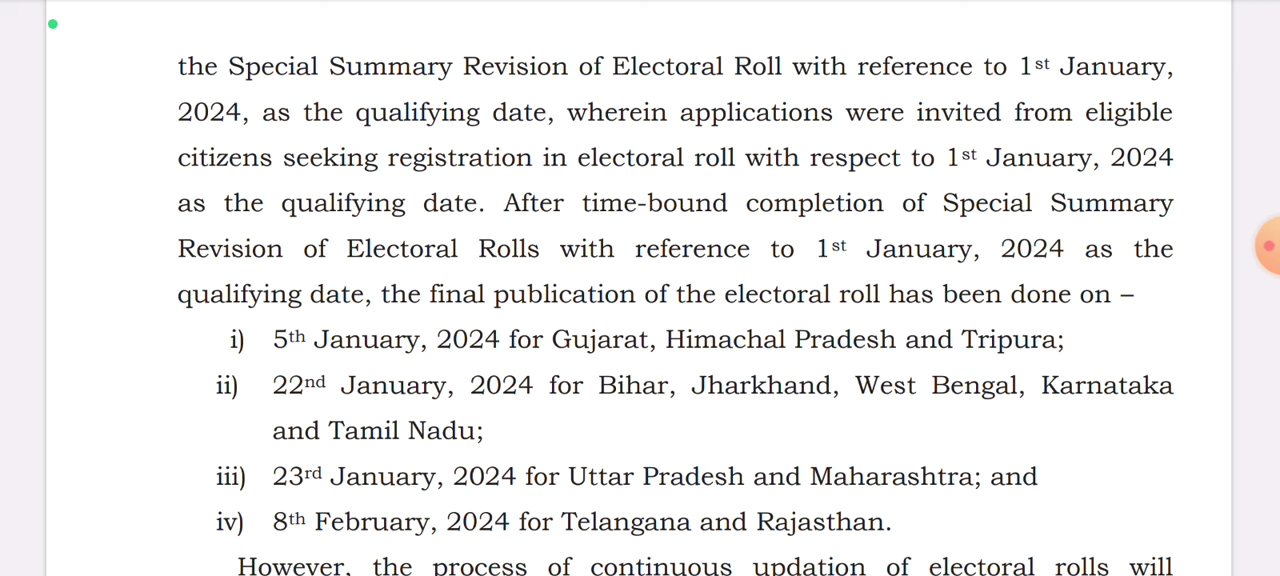 the Special Summary Revision of Electoral Roll with reference to 1st January,
2024, as the qualifying date, wherein applications were invited from eligible
citizens seeking registration in electoral roll with respect to 1st January, 2024
as the qualifying date. After time-bound completion of Special Summary
Revision of Electoral Rolls with reference to 1st January, 2024 as the
qualifying date, the final publication of the electoral roll has been done on –
i) 5th January, 2024 for Gujarat, Himachal Pradesh and Tripura;
ii) 22nd January, 2024 for Bihar, Jharkhand, West Bengal, Karnataka
and Tamil Nadu;
iii) 23rd January, 2024 for Uttar Pradesh and Maharashtra; and
iv) 8th February, 2024 for Telangana and Rajasthan.
However, the process of continuous updation of electoral rolls will